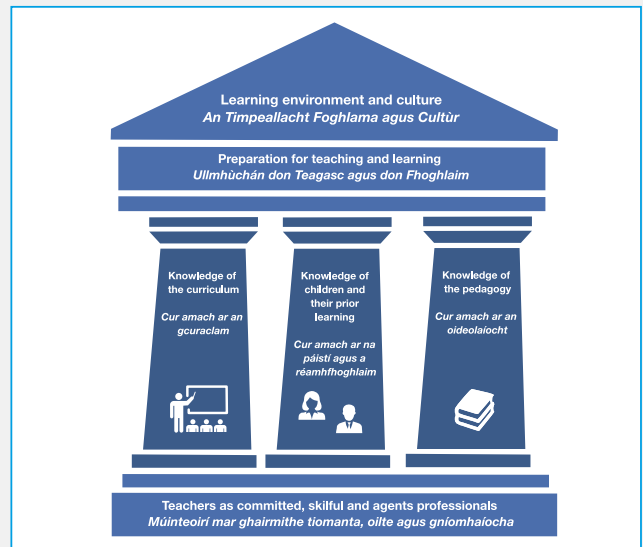 Learning environment and culture
An Timpeallacht Foghlama agus Cultùr
Preparation for teaching and learning
Ullmhùchán don Teagasc agus don Fhoghlaim
Knowledge of
the curriculum
Cur amach ar an
gcuraclam
Knowledge of
children and
their prior
learning
Cur amach ar na
páistí agus a
réamhfhoghlaim
Knowledge of
the pedagogy
Cur amach ar an
oideolaíocht
Teachers as committed, skilful and agents professionals
Múinteoirí mar ghairmithe tiomanta, oilte agus gníomhaíocha